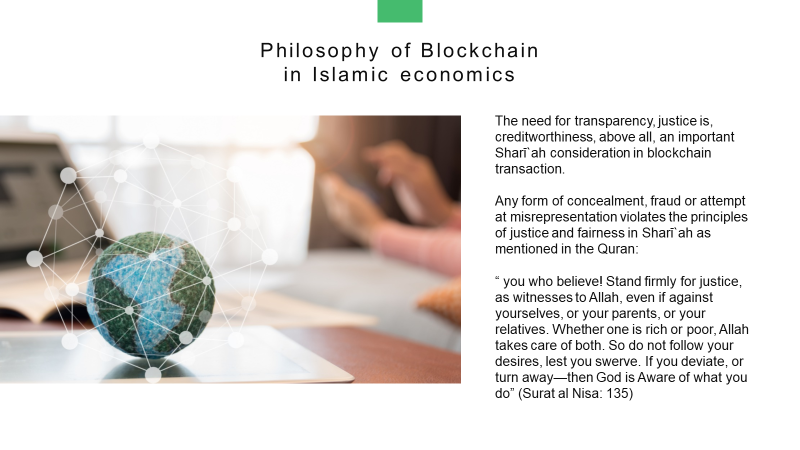 Philosophy of Blockchain
in Islamic economics
The need for transparency, justice is,
creditworthiness, above all, an important
Sharī`ah consideration in blockchain
transaction.
Any form of concealment, fraud or attempt
at misrepresentation violates the principles
of justice and fairness in Sharī`ah as
mentioned in the Quran:
“ you who believe! Stand firmly for justice,
as witnesses to Allah, even if against
yourselves, or your parents, or your
relatives. Whether one is rich or poor, Allah
takes care of both. So do not follow your
desires, lest you swerve. If you deviate, or
turn away—then God is Aware of what you
do” (Surat al Nisa: 135)